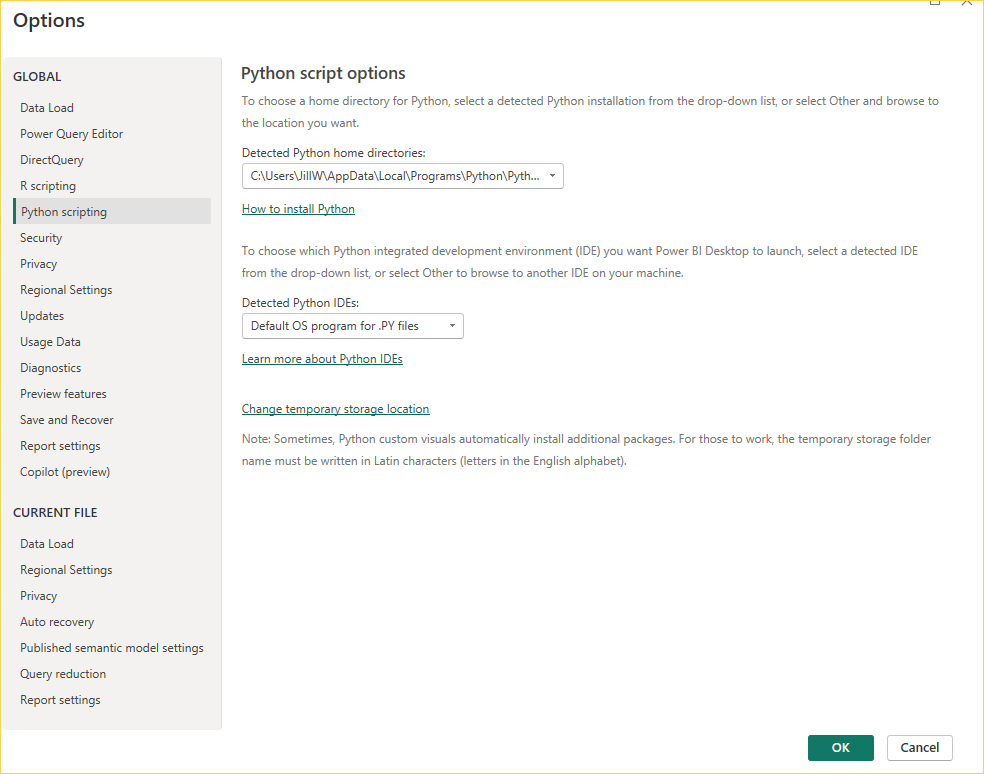 Options
GLOBAL
Data Load
Power Query Editor
DirectQuery
R scripting
Python scripting
Security
Privacy
Regional Settings
Updates
Usage Data
Diagnostics
Preview features
Save and Recover
Report settings
Copilot (preview)
CURRENT FILE
Data Load
Regional Settings
Privacy
Auto recovery
Published semantic model settings
Query reduction
Report settings
Python script options
To choose a home directory for Python, select a detected Python installation from the drop-down list, or select Other and browse to
the location you want.
Detected Python home directories:
C:\Users\JillW\AppData\Local\Programs\Python\Pyth...
How to install Python
To choose which Python integrated development environment (IDE) you want Power BI Desktop to launch, select a detected IDE
from the drop-down list, or select Other to browse to another IDE on your machine.
Detected Python IDEs:
Default OS program for .PY files
Learn more about Python IDEs
Change temporary storage location
Note: Sometimes, Python custom visuals automatically install additional packages. For those to work, the temporary storage folder
name must be written in Latin characters (letters in the English alphabet).
OK
Cancel